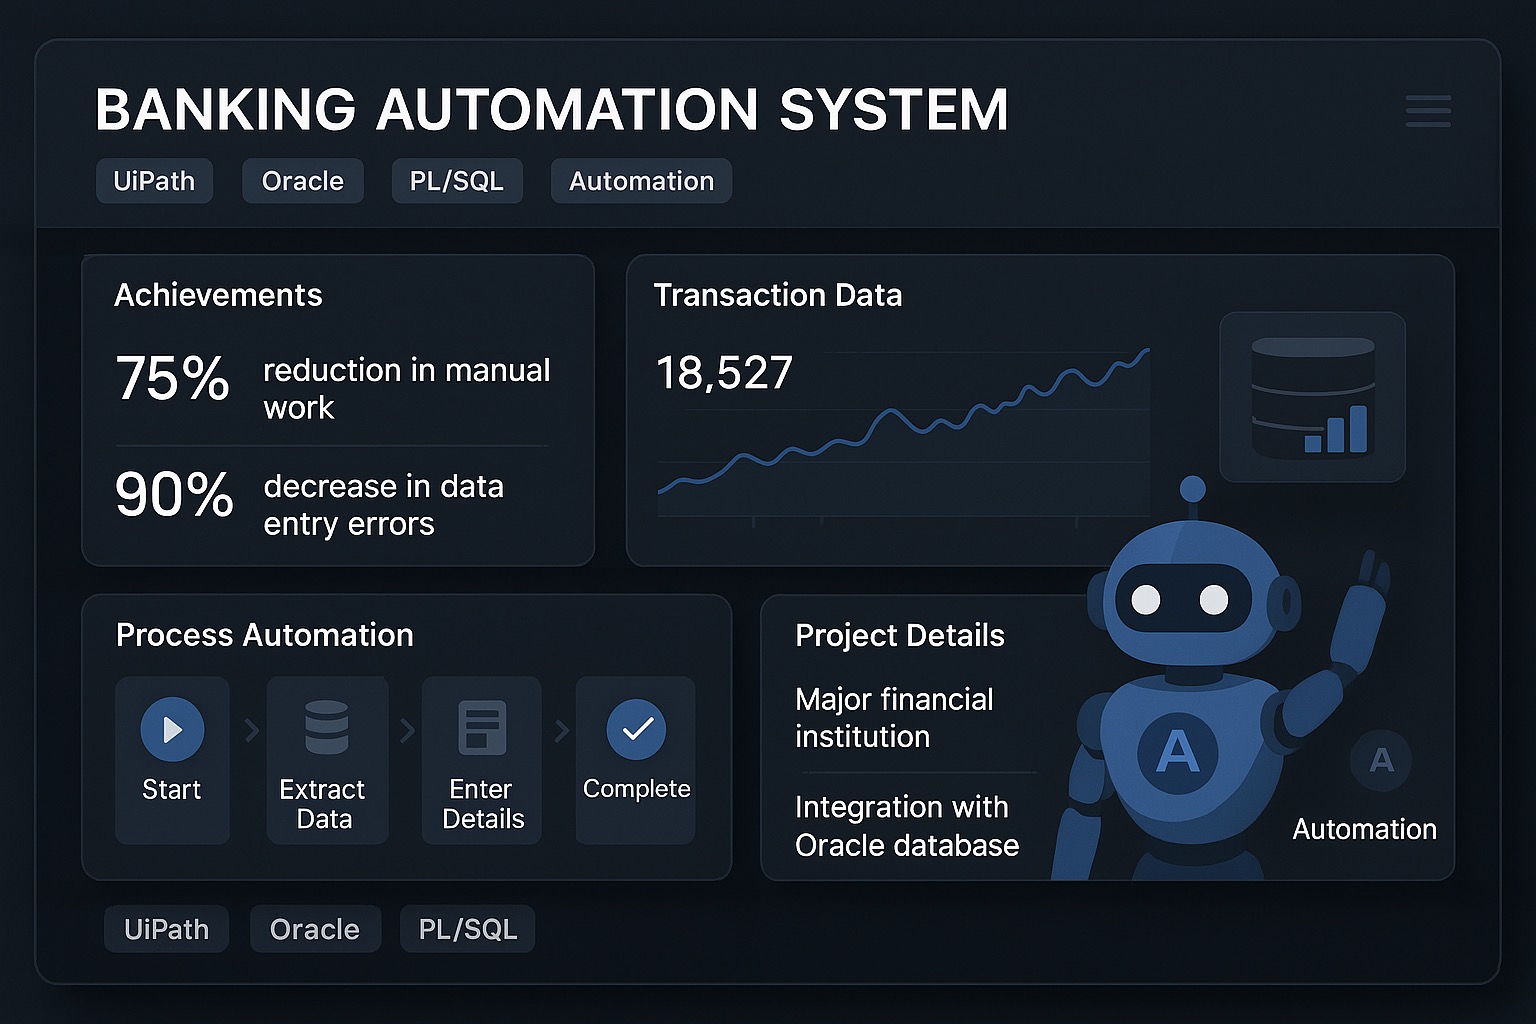 BANKING AUTOMATION SYSTEM
UiPath
Oracle
PL/SQL
Automation
Achievements
75%
reduction in manual
work
90%
decrease in data
entry errors
Transaction Data
18,527
Process Automation
Start
Extract
Data
Enter
Details
Complete
Project Details
Major financial
institution
Integration with
Oracle database
A
A
Automation
UiPath
Oracle
PL/SQL